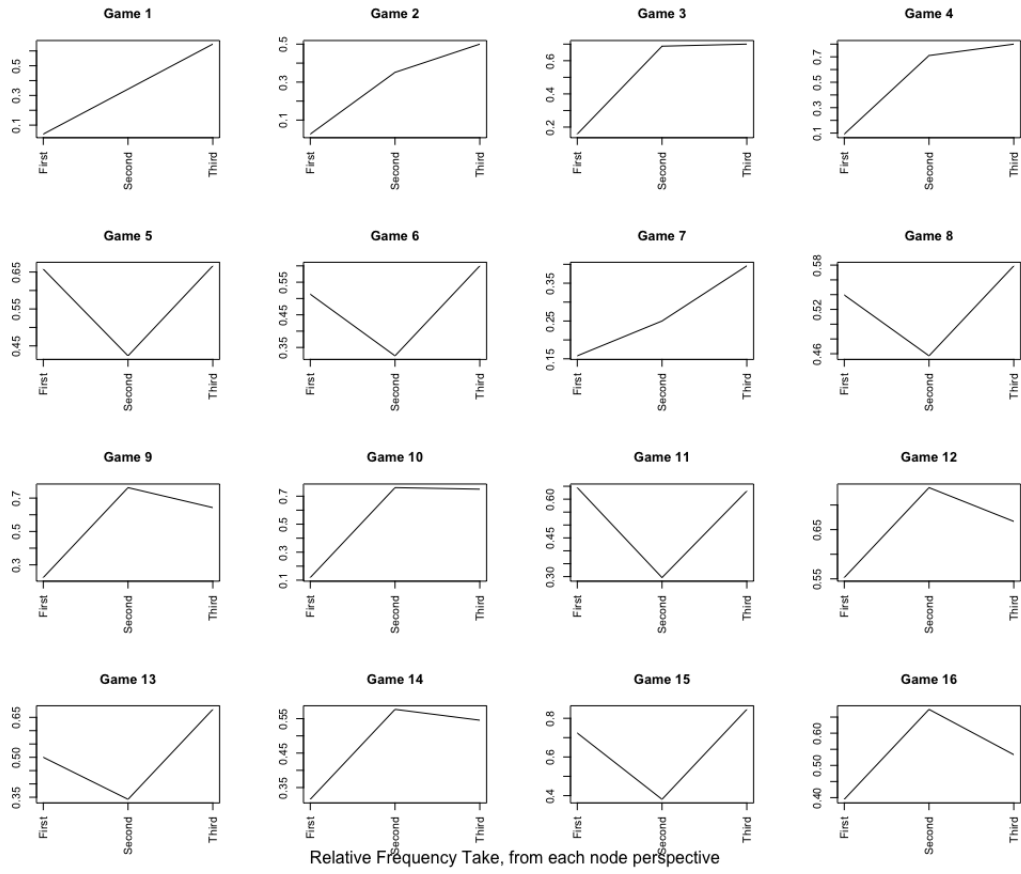 Game 1
0.1 0.3 0.5
First Second Third
Game 2
0.1 0.3 0.5
First Second Third
Game 3
0.2 0.4 0.6
First Second Third
Game 4
0.1 0.3 0.5 0.7
First Second Third
Game 5
0.45 0.55 0.65
First Second Third
Game 6
0.35 0.45 0.55
First Second Third
Game 7
0.15 0.25 0.35
First Second Third
Game 8
0.46 0.52 0.58
First Second Third
Game 9
0.3 0.5 0.7
First Second Third
Game 10
0.1 0.3 0.5 0.7
First Second Third
Game 11
0.30 0.45 0.60
First Second Third
Game 12
0.55 0.65
First Second Third
Game 13
0.35 0.50 0.65
First Second Third
Game 14
0.35 0.45 0.55
First Second Third
Game 15
0.4 0.6 0.8
First Second Third
Game 16
0.40 0.50 0.60
First Second Third
Relative Frequency Take, from each node perspective